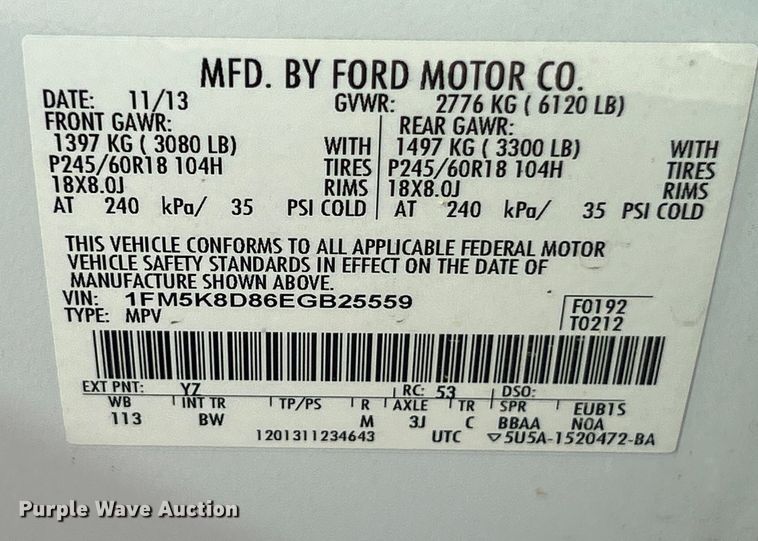 MFD. BY FORD MOTOR CO.
DATE: 11/13 GVWR: 2776 KG ( 6120 LB)
FRONT GAWR: REAR GAWR:
1397 KG ( 3080 LB) WITH 1497 KG ( 3300 LB) WITH
P245/60R18 104H TIRES P245/60R18 104H TIRES
18X8.0J RIMS 18X8.0J RIMS
AT 240 kPa/ 35 PSI COLD AT 240 kPa/ 35 PSI COLD
THIS VEHICLE CONFORMS TO ALL APPLICABLE FEDERAL MOTOR
VEHICLE SAFETY STANDARDS IN EFFECT ON THE DATE OF
MANUFACTURE SHOWN ABOVE.
VIN: 1FM5K8D86EGB25559 F0192
TYPE: MPV T0212
EXT PNT: Y7 RC: 53 DSO:
WB INT TR TP/PS R AXLE TR SPR EUB1S
113 BW M 3J C BBAA NOA
1201311234643 UTC ▽5U5A-1520472-BA
Purple Wave Auction